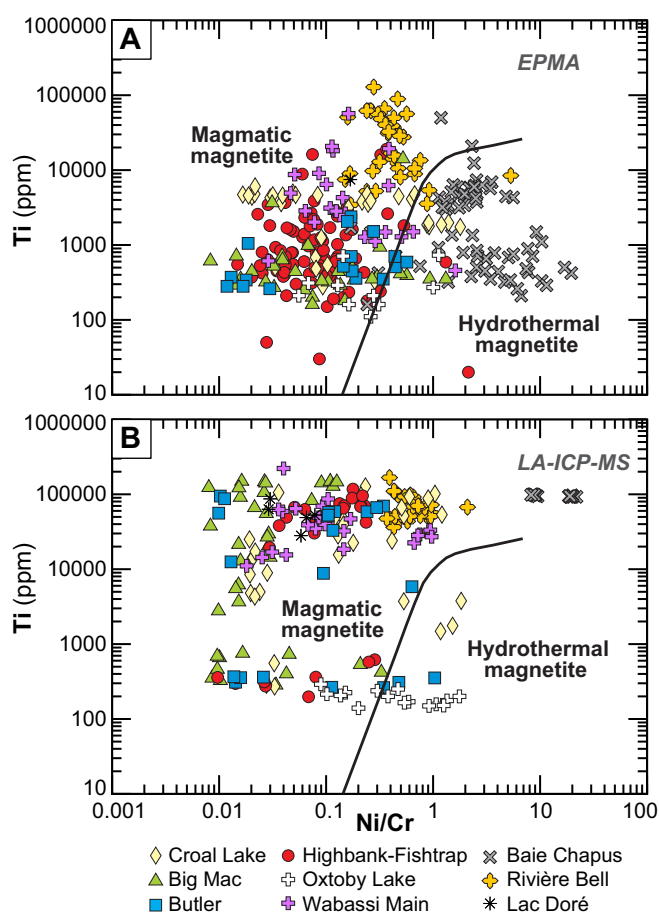 A
EPMA
1000000
100000
10000
1000
100
10
Ti (ppm)
Magmatic
magnetite
Hydrothermal
magnetite
B
LA-ICP-MS
1000000
100000
10000
1000
100
10
Ti (ppm)
Magmatic
magnetite
Hydrothermal
magnetite
0.001 0.01 0.1 1 10 100
Ni/Cr
Croal Lake Highbank-Fishtrap Baie Chapus
Big Mac Oxtoby Lake Rivière Bell
Butler Wabassi Main Lac Doré